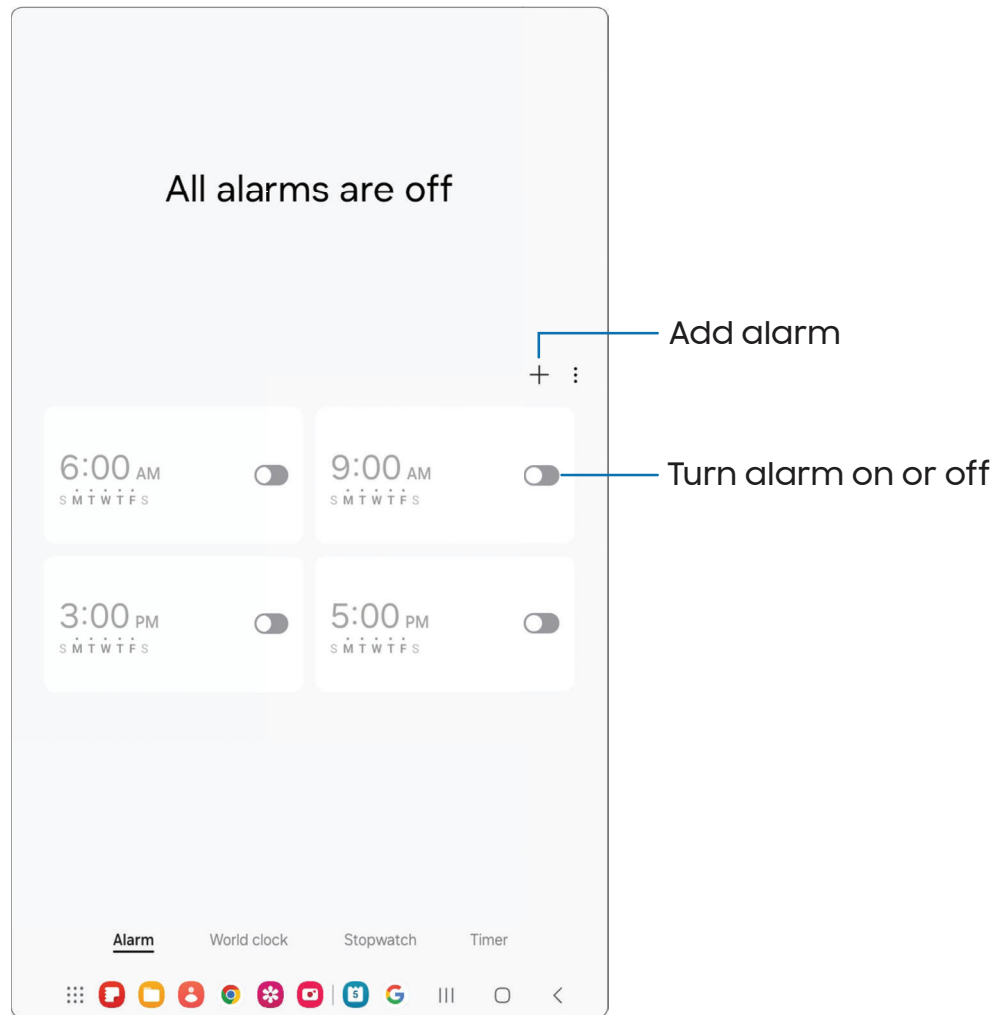 All alarms are off
Add alarm
6:00 AM
S M T W T F S
9:00 AM
S M T W T F S
Turn alarm on or off
3:00 PM
S M T W T F S
5:00 PM
S M T W T F S
Alarm World clock Stopwatch Timer
5 G